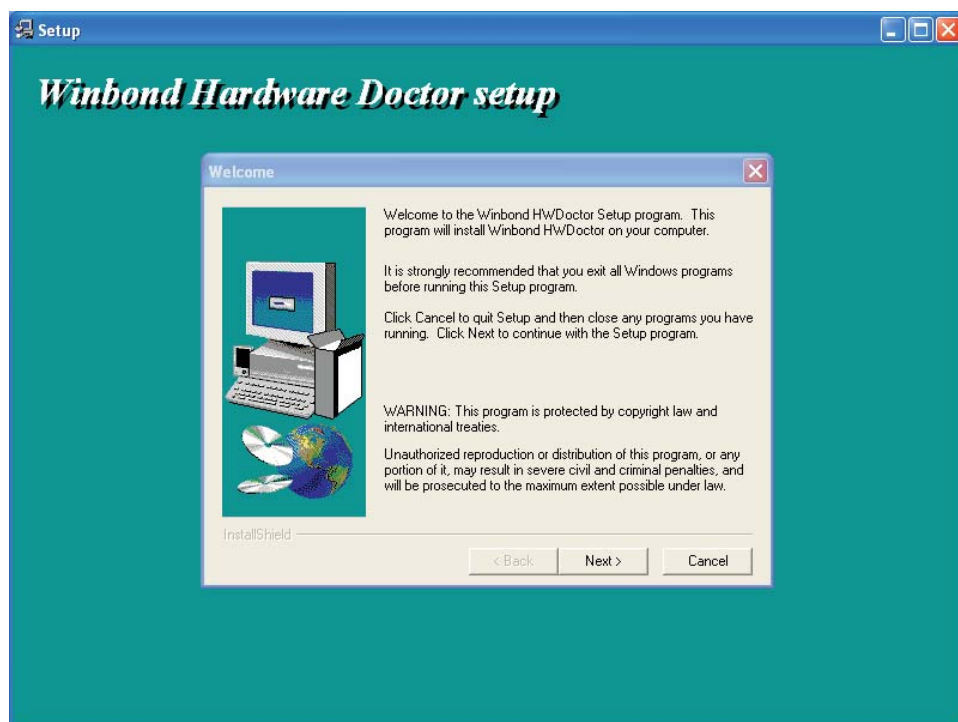 Setup
Winbond Hardware Doctor setup
Welcome
Welcome to the Winbond HWDoctor Setup program. This
program will install Winbond HWDoctor on your computer.
It is strongly recommended that you exit all Windows programs
before running this Setup program.
Click Cancel to quit Setup and then close any programs you have
running. Click Next to continue with the Setup program.
WARNING: This program is protected by copyright law and
international treaties.
Unauthorized reproduction or distribution of this program, or any
portion of it, may result in severe civil and criminal penalties, and
will be prosecuted to the maximum extent possible under law.
InstallShield
< Back Next > Cancel